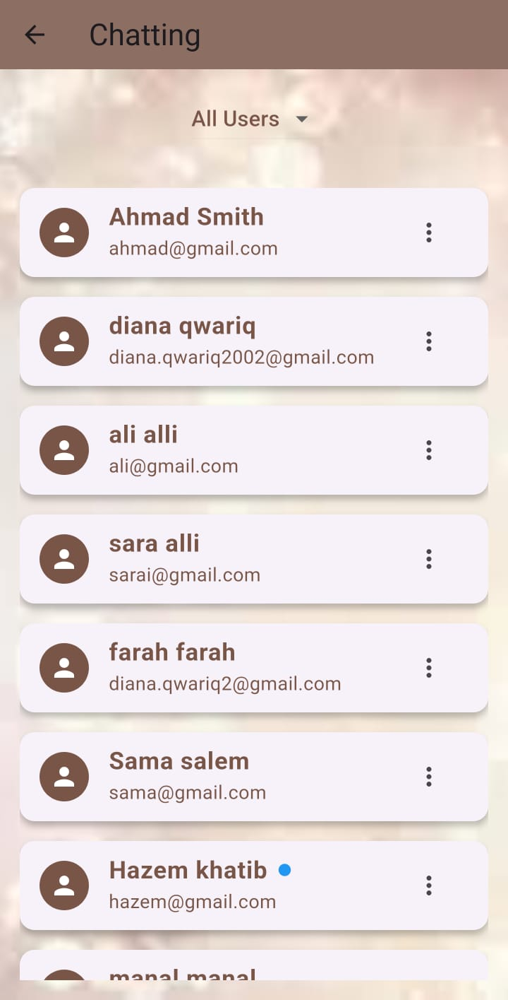 Chatting
All Users
Ahmad Smith
ahmad@gmail.com
diana qwariq
diana.qwariq2002@gmail.com
ali alli
ali@gmail.com
sara alli
sarai@gmail.com
farah farah
diana.qwariq2@gmail.com
Sama salem
sama@gmail.com
Hazem khatib
hazem@gmail.com
manal manal